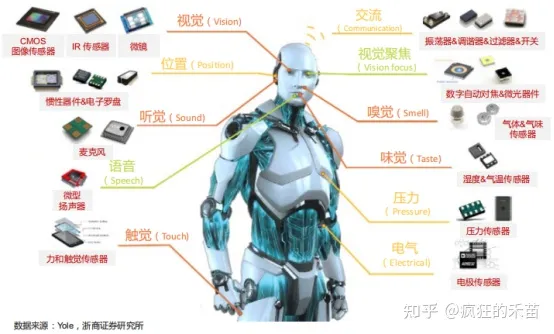 视觉（Vision）
CMOS
图像传感器
IR 传感器
微镜
位置（Position）
惯性器件&电子罗盘
听觉（Sound）
麦克风
语音
（Speech）
微型
扬声器
触觉（Touch）
力和触觉传感器
交流
（Communication）
振荡器&调谐器&过滤器&开关
视觉聚焦
（Vision focus）
数字自动对焦&微光器件
嗅觉（Smell）
气体&气味
传感器
味觉（Taste）
湿度&气温传感器
压力
（Pressure）
压力传感器
电气
（Electrical）
电极传感器
数据来源：Yole，浙商证券研究所
知乎 @疯狂的禾苗